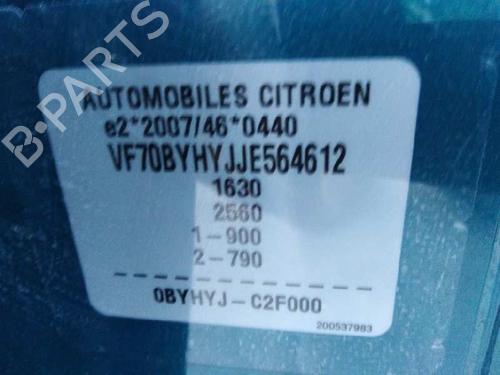 B-PARTS
AUTOMOBILES CITROEN
e2*2007/46*0440
VF70BYHYJJE564612
1630
2560
1-900
2-790
0BYHYJ-C2F000
200537983